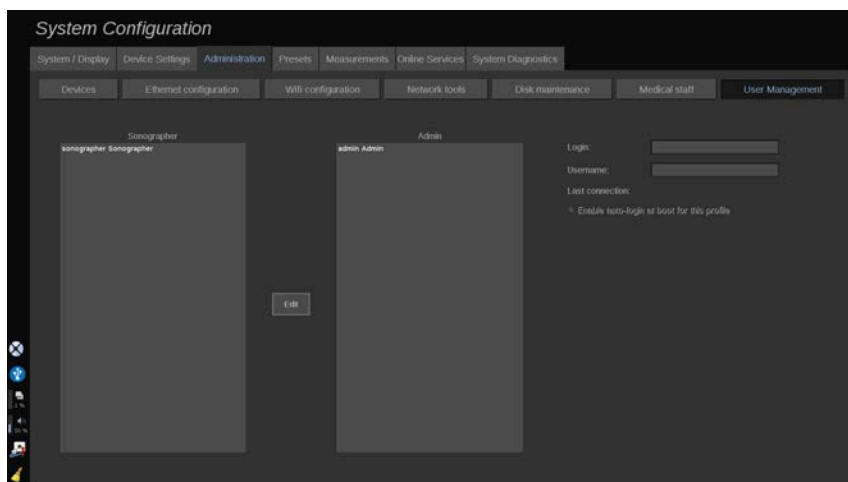 System Configuration
System / Display Device Settings Administration Presets Measurements Online Services System Diagnostics
Devices Ethernet configuration Wifi configuration Network tools Disk maintenance Medical staff User Management
Sonographer Admin
sonographer Sonographer admin Admin
Login:
Username:
Last connection:
Enable auto-login at boot for this profile
Edit